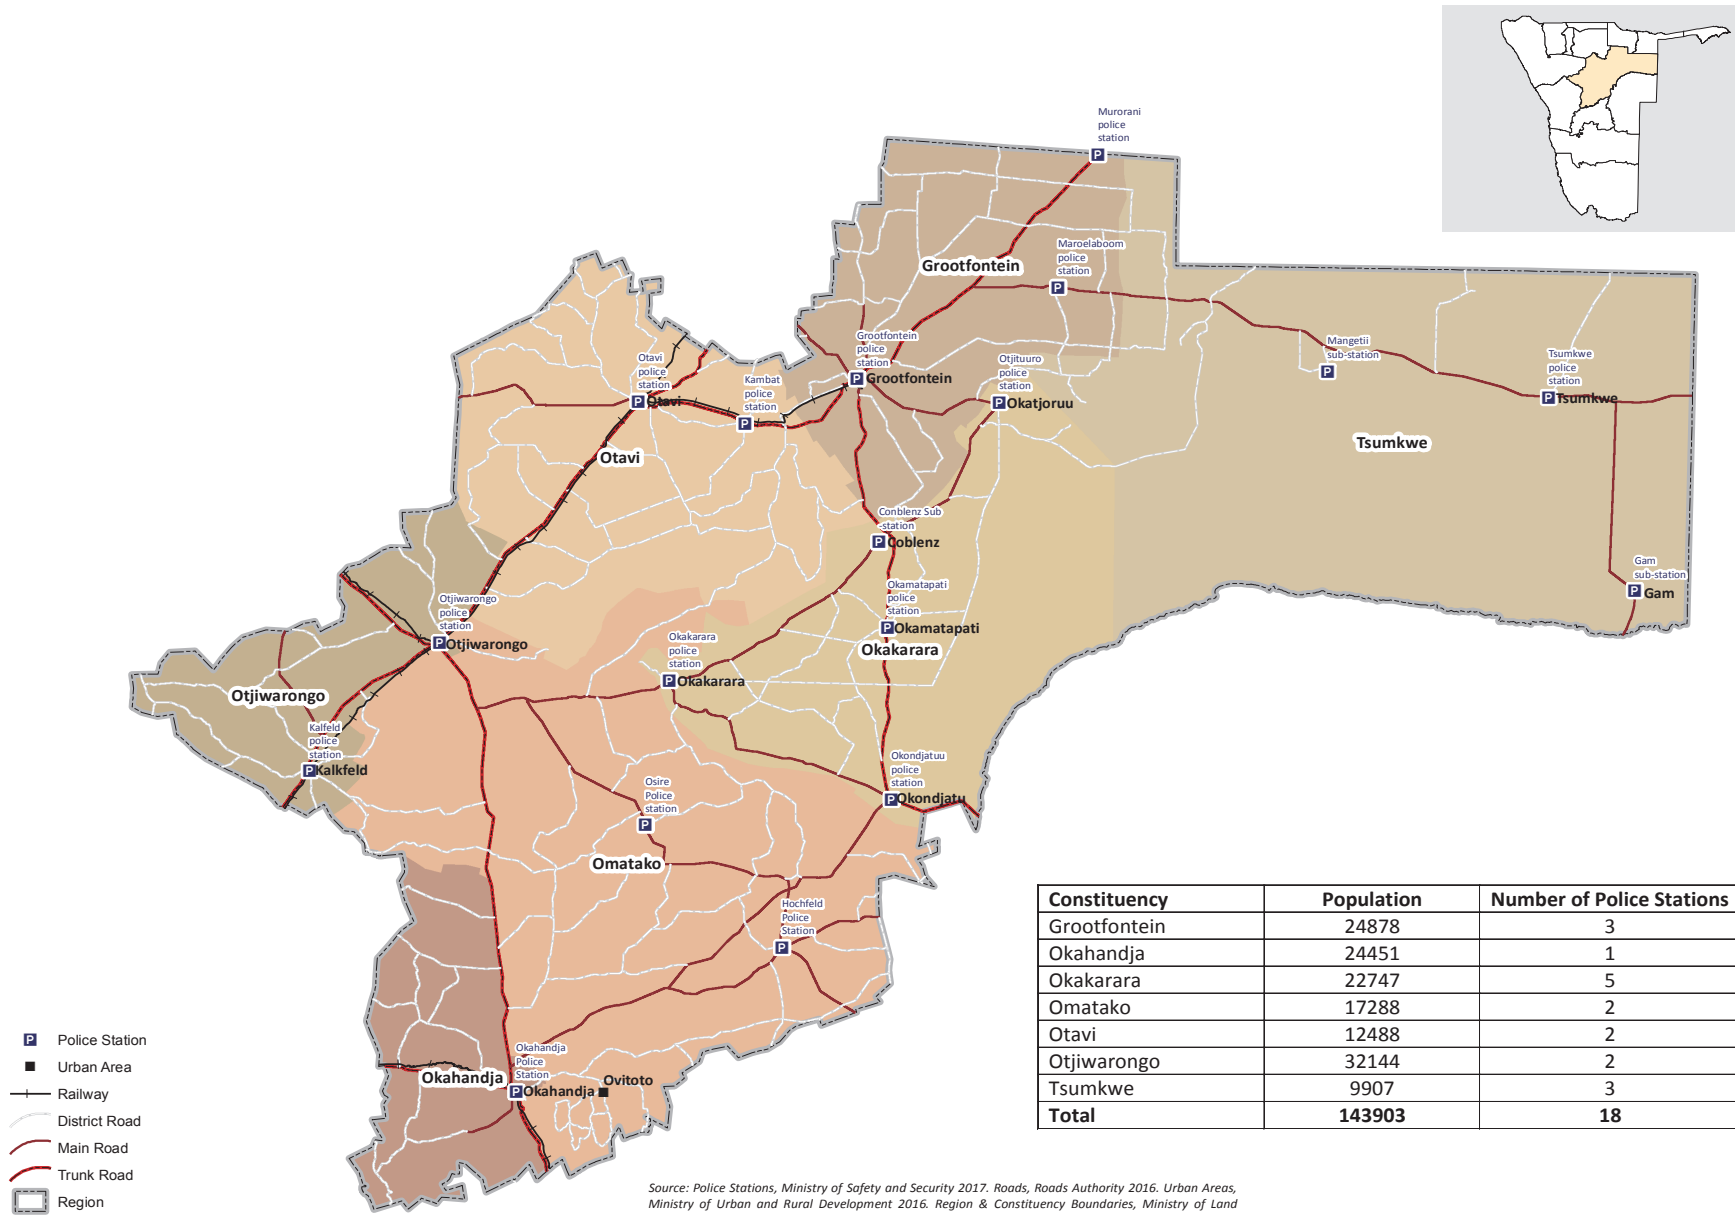 Murorani
police
station
Maroelaboom
police
station
Grootfontein
Grootfontein
police
station
Grootfontein
Otjituuro
police
station
Okatjoruu
Mangetii
sub-station
Tsumkwe
police
station
Tsumkwe
Tsumkwe
Otavi
police
station
Otavi
Kambat
police
station
Otavi
Conblenz Sub
-station
Coblenz
Gam
sub-station
Gam
Okamatapati
police
station
Okamatapati
Okakarara
Otjiwarongo
police
station
Otjiwarongo
Okakarara
police
station
Okakarara
Otjiwarongo
Kalfeld
police
station
Kalkfeld
Okondjatuu
police
station
Okondjatu
Osire
Police
station
Omatako
Hochfeld
Police
Station
Okahandja
Police
Station
Okahandja
Okahandja
Ovitoto
Constituency Population Number of Police Stations
Grootfontein 24878 3
Okahandja 24451 1
Okakarara 22747 5
Omatako 17288 2
Otavi 12488 2
Otjiwarongo 32144 2
Tsumkwe 9907 3
Total 143903 18
P Police Station
Urban Area
Railway
District Road
Main Road
Trunk Road
Region
Source: Police Stations, Ministry of Safety and Security 2017. Roads, Roads Authority 2016. Urban Areas,
Ministry of Urban and Rural Development 2016. Region & Constituency Boundaries, Ministry of Land